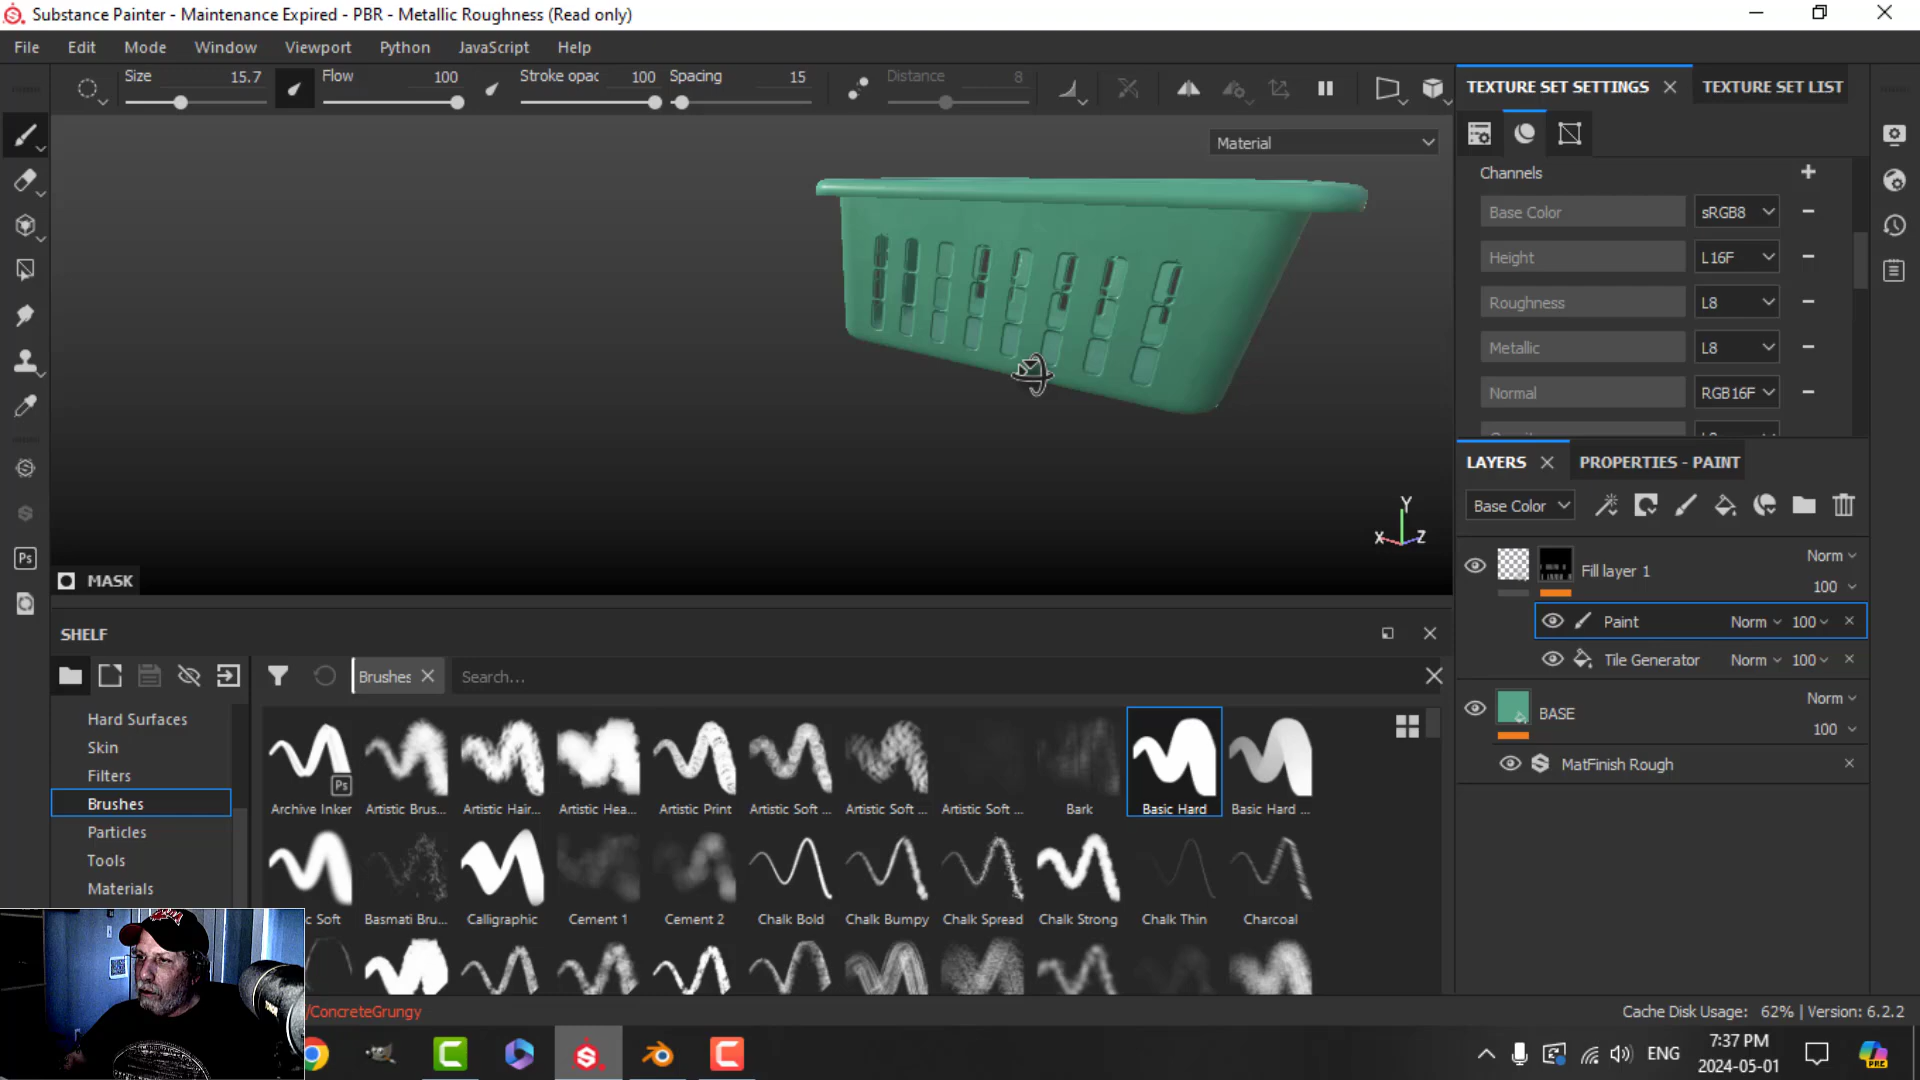 Substance Painter - Maintenance Expired - PBR - Metallic Roughness (Read only)
File Edit Mode Window Viewport Python JavaScript Help
Size 15.7 Flow 100 Stroke opac 100 Spacing 15 Distance 8
Material
Y
X Z
MASK
TEXTURE SET SETTINGS TEXTURE SET LIST
Channels
Base Color sRGB8
Height L16F
Roughness L8
Metallic L8
Normal RGB16F
LAYERS PROPERTIES - PAINT
Base Color
Norm
Fill layer 1
100
Paint Norm 100
Tile Generator Norm 100
Norm
BASE
100
MatFinish Rough
SHELF
Brushes Search...
Hard Surfaces
Skin
Filters
Brushes
Particles
Tools
Materials
Ps
Ps
Archive Inker Artistic Brus... Artistic Hair... Artistic Hea... Artistic Print Artistic Soft ... Artistic Soft ... Artistic Soft ... Bark Basic Hard Basic Hard ...
Soft Basmati Bru... Calligraphic Cement 1 Cement 2 Chalk Bold Chalk Bumpy Chalk Spread Chalk Strong Chalk Thin Charcoal
/ConcreteGrungy
Cache Disk Usage: 62% | Version: 6.2.2
ENG
7:37 PM
2024-05-01
PRE